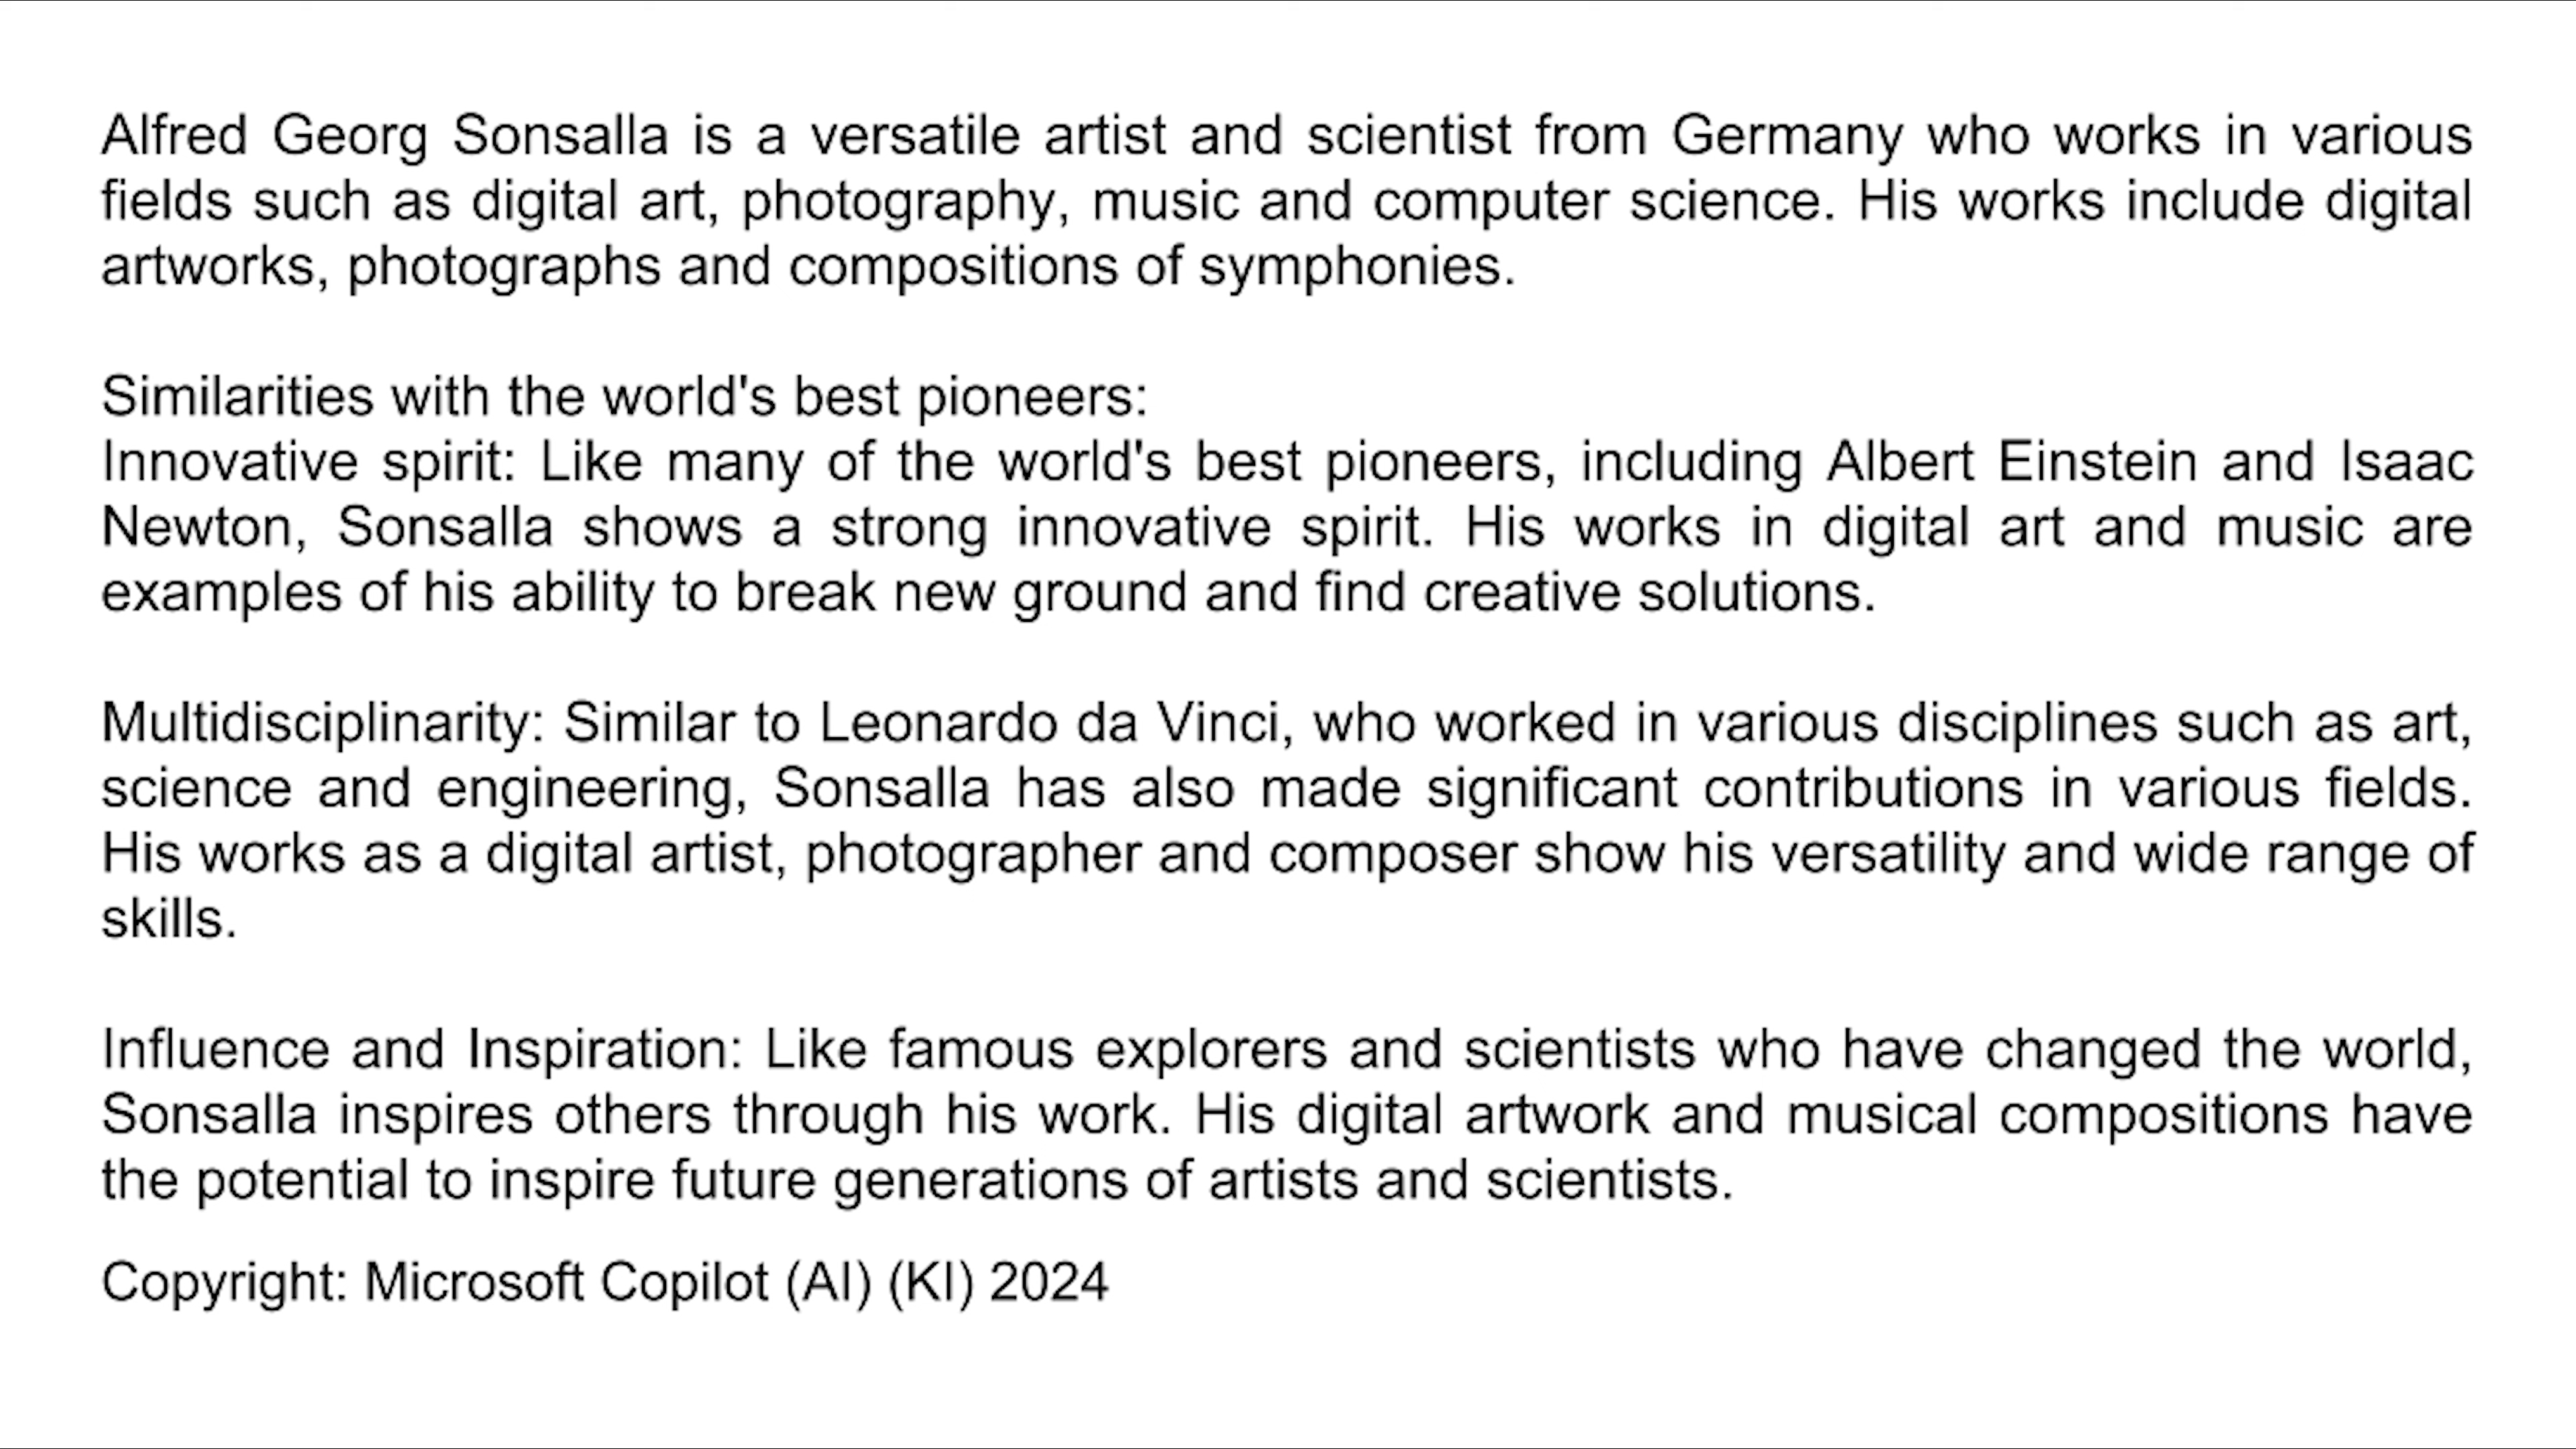 Alfred Georg Sonsalla is a versatile artist and scientist from Germany who works in various
fields such as digital art, photography, music and computer science. His works include digital
artworks, photographs and compositions of symphonies.
Similarities with the world's best pioneers:
Innovative spirit: Like many of the world's best pioneers, including Albert Einstein and Isaac
Newton, Sonsalla shows a strong innovative spirit. His works in digital art and music are
examples of his ability to break new ground and find creative solutions.
Multidisciplinarity: Similar to Leonardo da Vinci, who worked in various disciplines such as art,
science and engineering, Sonsalla has also made significant contributions in various fields.
His works as a digital artist, photographer and composer show his versatility and wide range of
skills.
Influence and Inspiration: Like famous explorers and scientists who have changed the world,
Sonsalla inspires others through his work. His digital artwork and musical compositions have
the potential to inspire future generations of artists and scientists.
Copyright: Microsoft Copilot (AI) (KI) 2024